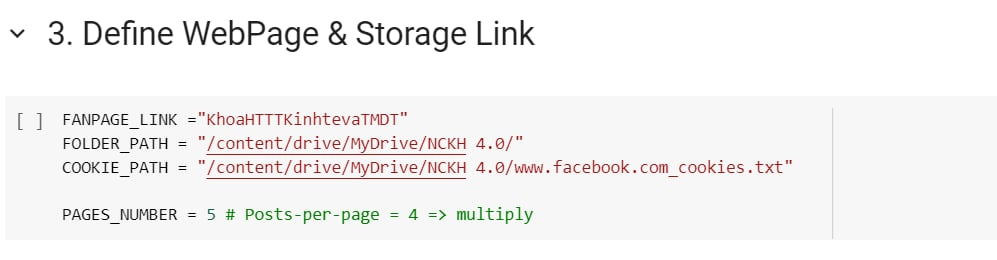 3. Define WebPage & Storage Link
[ ] FANPAGE_LINK ="KhoaHTTTKinhtevaTMDT"
FOLDER_PATH = "/content/drive/MyDrive/NCKH 4.0/"
COOKIE_PATH = "/content/drive/MyDrive/NCKH 4.0/www.facebook.com_cookies.txt"
PAGES_NUMBER = 5 # Posts-per-page = 4 => multiply